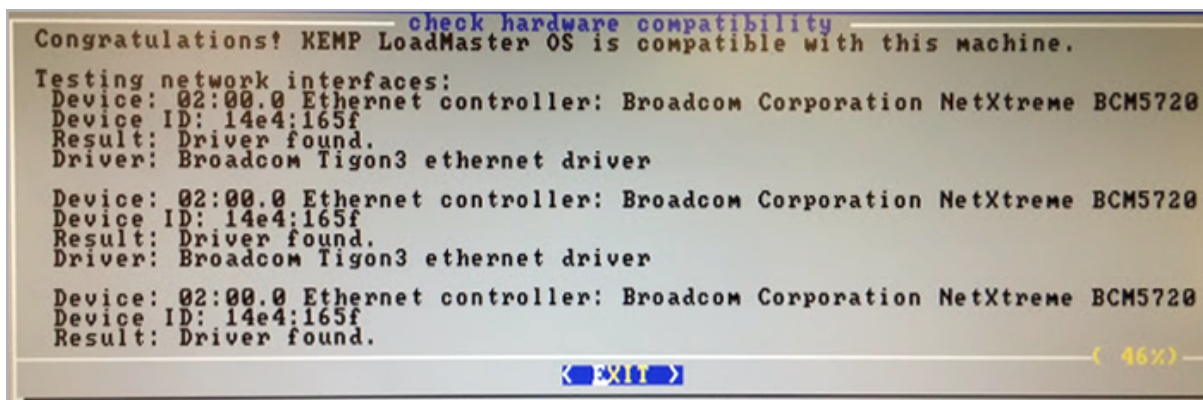 check hardware compatibility
Congratulations! KEMP LoadMaster OS is compatible with this machine.
Testing network interfaces:
Device: 02:00.0 Ethernet controller: Broadcom Corporation NetXtreme BCM5720
Device ID: 14e4:165f
Result: Driver found.
Driver: Broadcom Tigon3 ethernet driver
Device: 02:00.0 Ethernet controller: Broadcom Corporation NetXtreme BCM5720
Device ID: 14e4:165f
Result: Driver found.
Driver: Broadcom Tigon3 ethernet driver
Device: 02:00.0 Ethernet controller: Broadcom Corporation NetXtreme BCM5720
Device ID: 14e4:165f
Result: Driver found.
( 46%)
< EXIT >